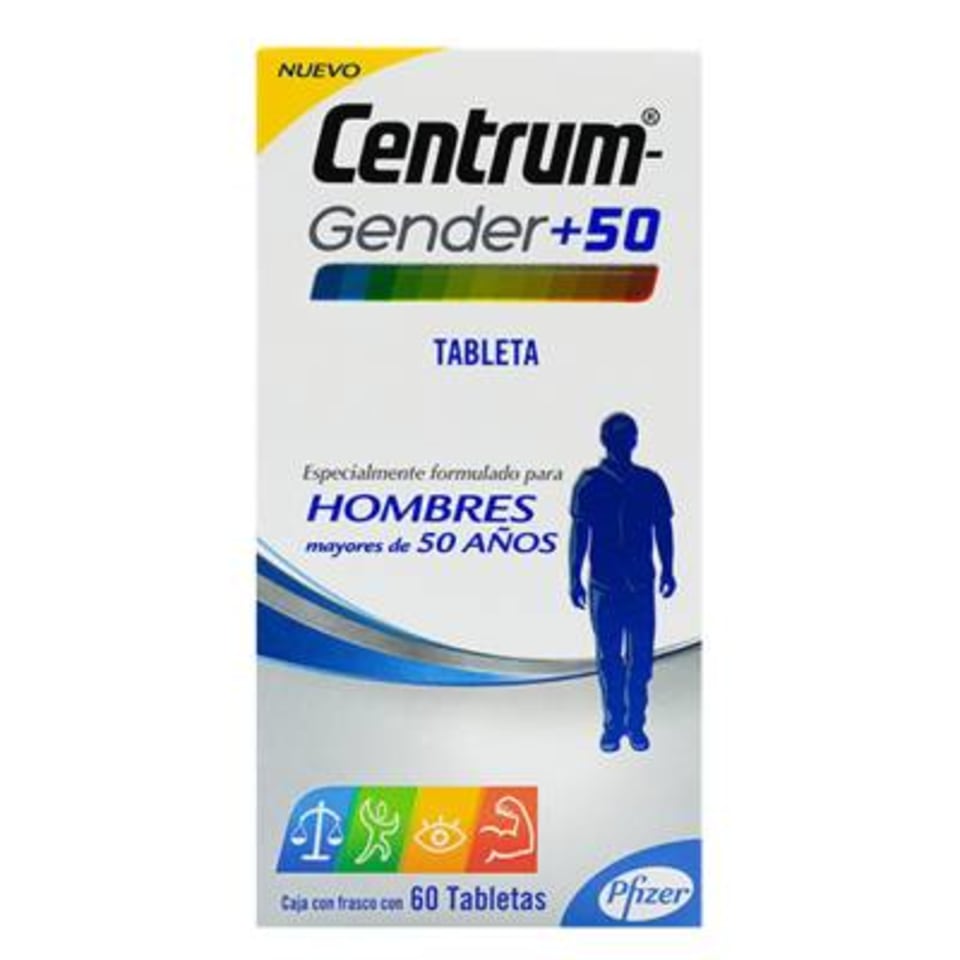 NUEVO
Centrum®-
Gender +50
TABLETA
Especialmente formulado para
HOMBRES
mayores de 50 AÑOS
Caja con frasco con 60 Tabletas
Pfizer